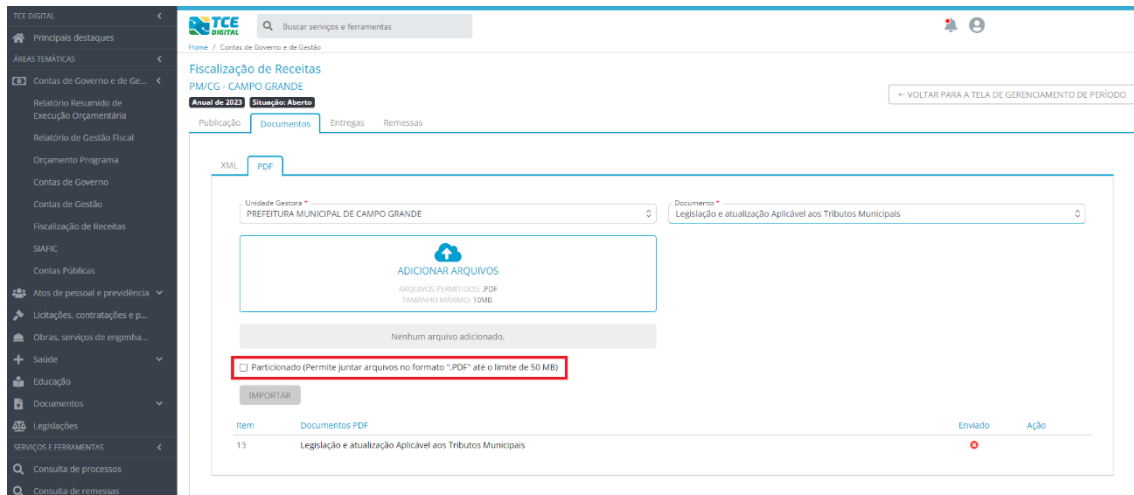 TCE DIGITAL
Principais destaques
ÁREAS TEMÁTICAS
Contas de Governo e de Ge...
Relatório Resumido de
Execução Orçamentária
Relatório de Gestão Fiscal
Orçamento Programa
Contas de Governo
Contas de Gestão
Fiscalização de Receitas
SIAFIC
Contas Públicas
Atos de pessoal e previdência
Licitações, contratações e p...
Obras, serviços de engenha...
Saúde
Educação
Documentos
Legislações
SERVIÇOS E FERRAMENTAS
Consulta de processos
Consulta de remessas
TCE
DIGITAL
Buscar serviços e ferramentas
Home / Contas de Governo e de Gestão
Fiscalização de Receitas
PM/CG - CAMPO GRANDE
Anual de 2023 Situação: Aberto
← VOLTAR PARA A TELA DE GERENCIAMENTO DE PERÍODO
Publicação Documentos Entregas Remessas
XML PDF
Unidade Gestora *
PREFEITURA MUNICIPAL DE CAMPO GRANDE
Documento *
Legislação e atualização Aplicável aos Tributos Municipais
ADICIONAR ARQUIVOS
ARQUIVOS PERMITIDOS: .PDF
TAMANHO MÁXIMO: 10MB.
Nenhum arquivo adicionado.
Particionado (Permite juntar arquivos no formato ".PDF" até o limite de 50 MB)
IMPORTAR
Item Documentos PDF Enviado Ação
13 Legislação e atualização Aplicável aos Tributos Municipais